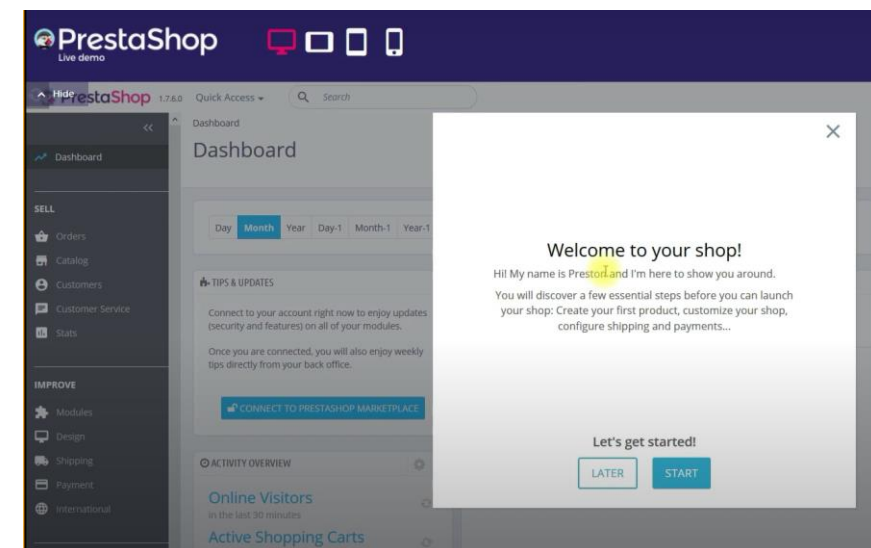 PrestaShop
Live demo
Hide
PrestaShop 1.7.6.0 Quick Access Search
Dashboard
Dashboard
Dashboard
SELL
Orders
Catalog
Customers
Customer Service
Stats
IMPROVE
Modules
Design
Shipping
Payment
International
Day Month Year Day-1 Month-1 Year-1
TIPS & UPDATES
Connect to your account right now to enjoy updates
(security and features) on all of your modules.
Once you are connected, you will also enjoy weekly
tips directly from your back office.
CONNECT TO PRESTASHOP MARKETPLACE
ACTIVITY OVERVIEW
Online Visitors
in the last 30 minutes
Active Shopping Carts
Welcome to your shop!
Hi! My name is Preston and I'm here to show you around.
You will discover a few essential steps before you can launch
your shop: Create your first product, customize your shop,
configure shipping and payments...
Let's get started!
LATER START